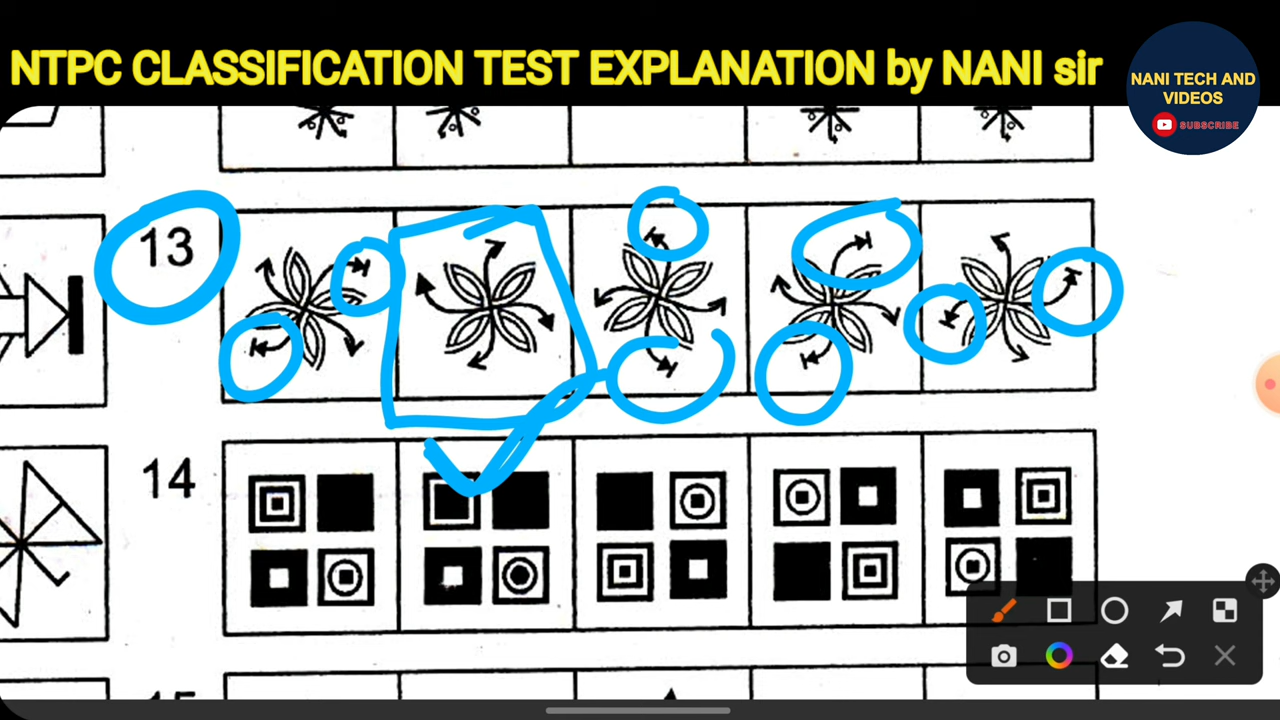 NTPC CLASSIFICATION TEST EXPLANATION by NANI sir
NANI TECH AND
VIDEOS
SUBSCRIBE
13
14